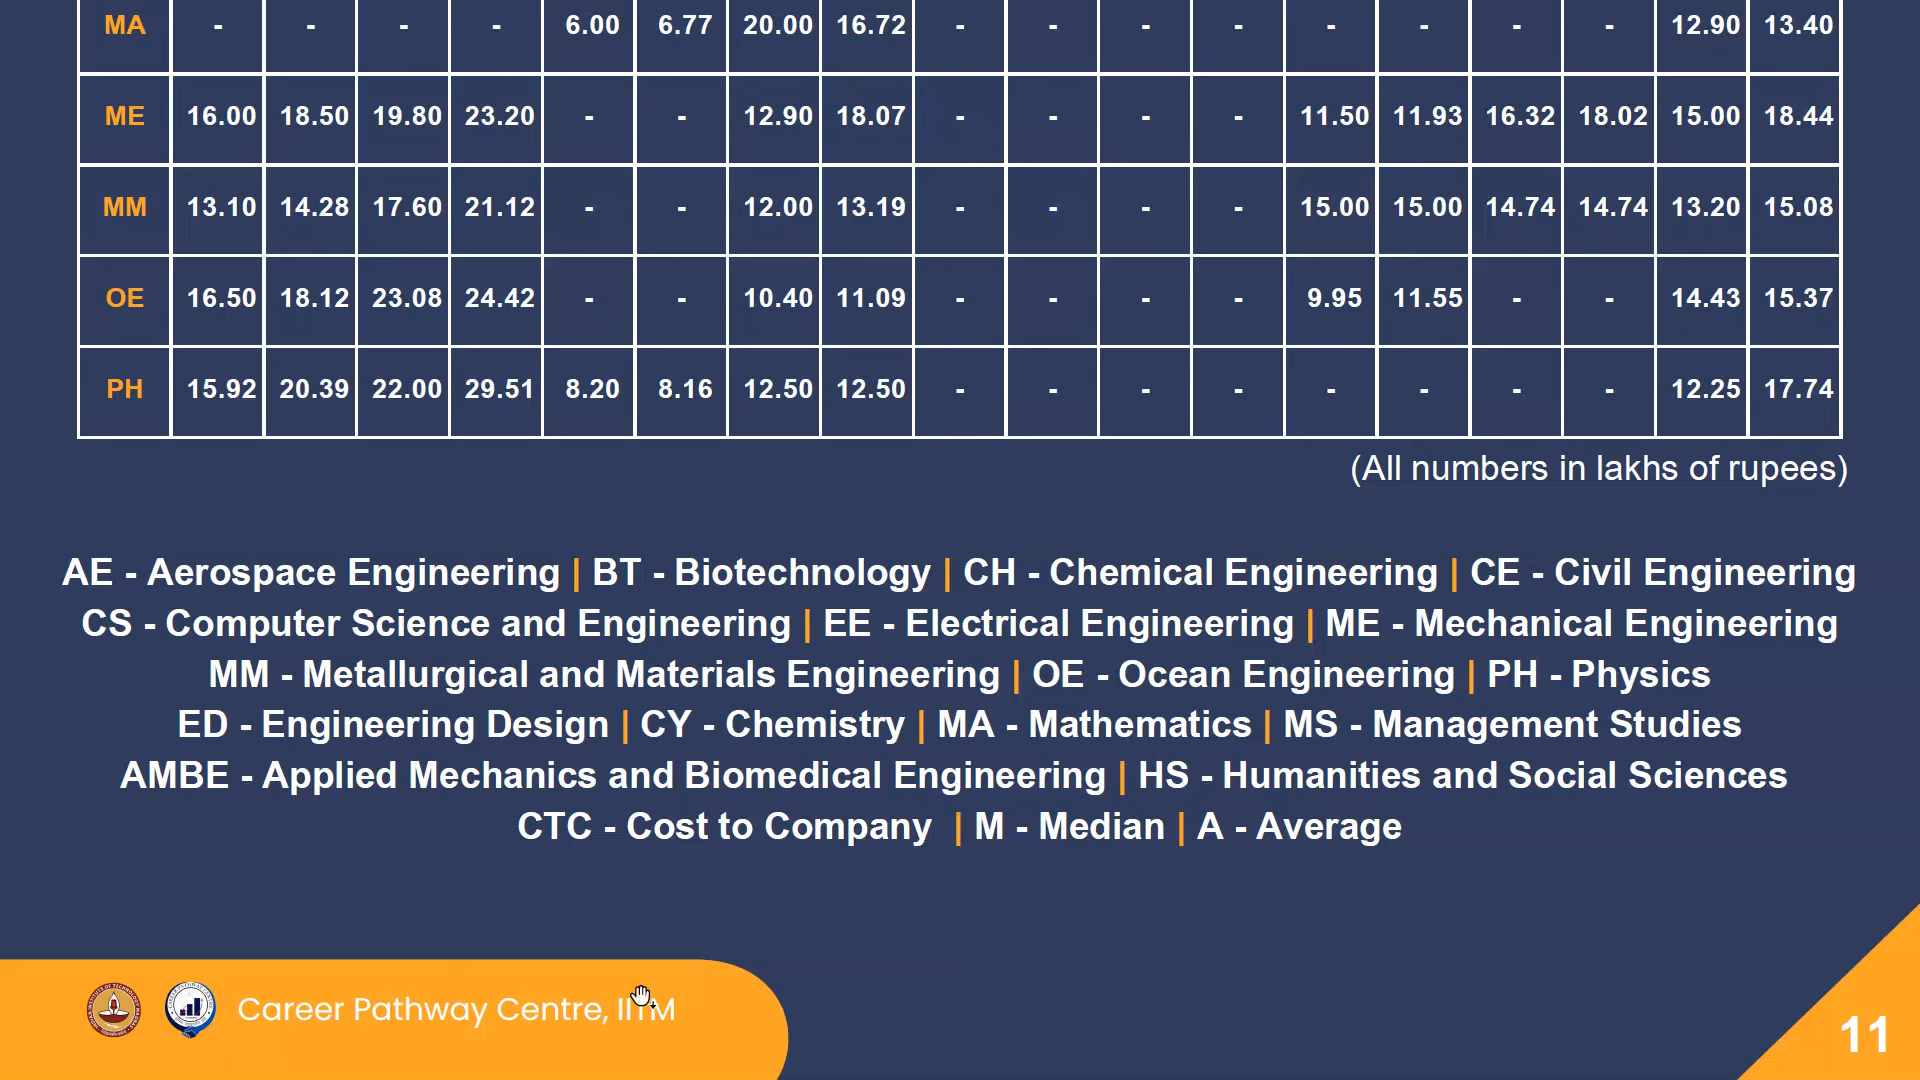 MA - - - - 6.00 6.77 20.00 16.72 - - - - - - - - 12.90 13.40
ME 16.00 18.50 19.80 23.20 - - 12.90 18.07 - - - - 11.50 11.93 16.32 18.02 15.00 18.44
MM 13.10 14.28 17.60 21.12 - - 12.00 13.19 - - - - 15.00 15.00 14.74 14.74 13.20 15.08
OE 16.50 18.12 23.08 24.42 - - 10.40 11.09 - - - - 9.95 11.55 - - 14.43 15.37
PH 15.92 20.39 22.00 29.51 8.20 8.16 12.50 12.50 - - - - - - - - 12.25 17.74
(All numbers in lakhs of rupees)
AE - Aerospace Engineering | BT - Biotechnology | CH - Chemical Engineering | CE - Civil Engineering
CS - Computer Science and Engineering | EE - Electrical Engineering | ME - Mechanical Engineering
MM - Metallurgical and Materials Engineering | OE - Ocean Engineering | PH - Physics
ED - Engineering Design | CY - Chemistry | MA - Mathematics | MS - Management Studies
AMBE - Applied Mechanics and Biomedical Engineering | HS - Humanities and Social Sciences
CTC - Cost to Company | M - Median | A - Average
Career Pathway Centre, IITM
11